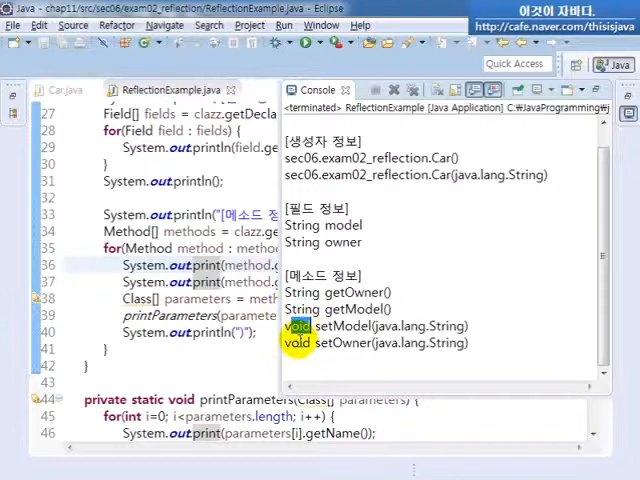 Java - chap11/src/sec06/exam02_reflection/ReflectionExample.java - Eclipse
이것이 자바다.
http://cafe.naver.com/thisisjava
File Edit Source Refactor Navigate Search Project Run Window Help
Quick Access
Java
Car.java
ReflectionExample.java
Console
<terminated> ReflectionExample [Java Application] C:\JavaProgramming\j
27 Field[] fields = clazz.getDecla
28 for(Field field : fields) {
29 System.out.println(field.ge
30 }
31 System.out.println();
33 System.out.println("[메소드 정
34 Method[] methods = clazz.ge
35 for(Method method : metho
36 System.out.print(method.g
37 System.out.print(method.g
38 Class[] parameters = meth
39 printParameters(paramete
40 System.out.println(")");
41 }
42 }
43
44 private static void printParameters(Class[] parameters) {
45 for(int i=0; i<parameters.length; i++) {
46 System.out.print(parameters[i].getName());
[생성자 정보]
sec06.exam02_reflection.Car()
sec06.exam02_reflection.Car(java.lang.String)
[필드 정보]
String model
String owner
[메소드 정보]
String getOwner()
String getModel()
void setModel(java.lang.String)
void setOwner(java.lang.String)